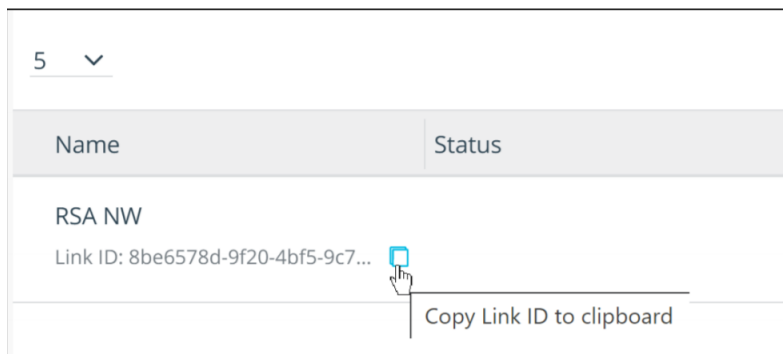 5
Name Status
RSA NW
Link ID: 8be6578d-9f20-4bf5-9c7...
Copy Link ID to clipboard